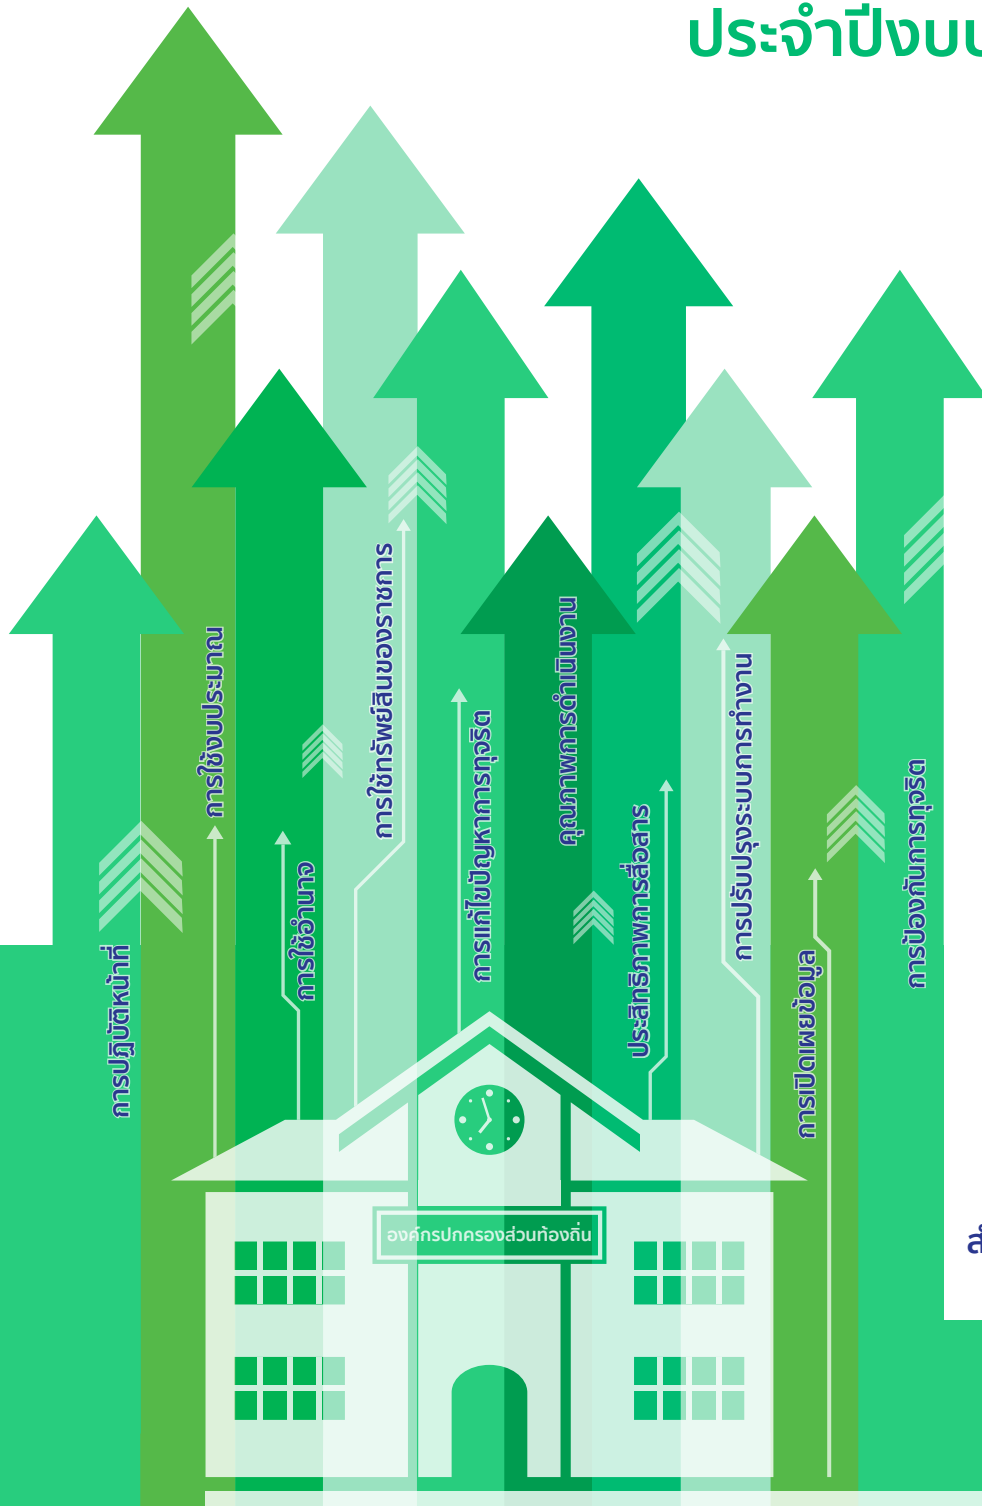 ประจำปีงบ
การใช้งบประมาณ
การใช้ทรัพย์สินของราชการ
คุณภาพการดำเนินงาน
การปรับปรุงระบบการทำงาน
การแก้ไขปัญหาการทุจริต
การป้องกันการทุจริต
ประสิทธิภาพการสื่อสาร
การใช้อำนาจ
การปฏิบัติหน้าที่
การเปิดเผยข้อมูล
องค์กรปกครองส่วนท้องถิ่น